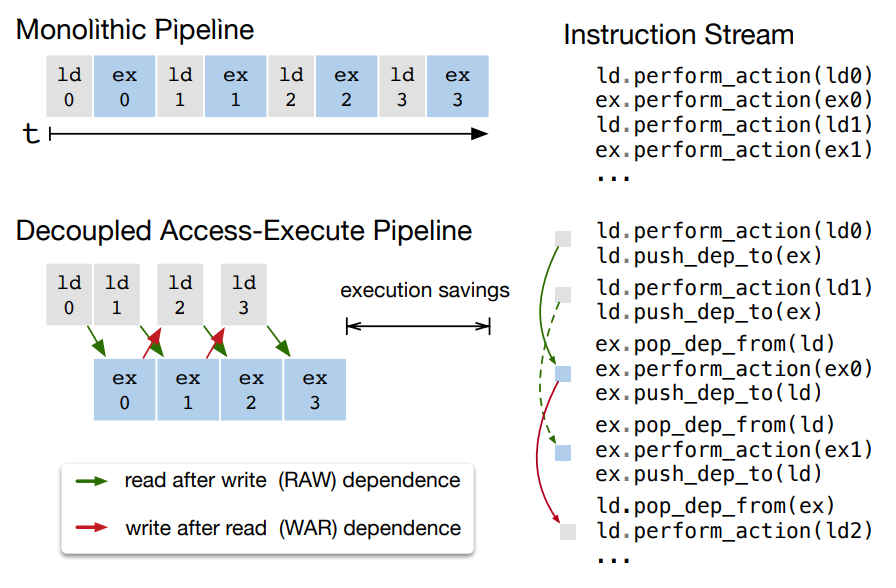 Monolithic Pipeline
ld ex ld ex ld ex ld ex
0 0 1 1 2 2 3 3
t
Instruction Stream
ld.perform_action(ld0)
ex.perform_action(ex0)
ld.perform_action(ld1)
ex.perform_action(ex1)
...
Decoupled Access-Execute Pipeline
ld ld ld ld
0 1 2 3
execution savings
ex ex ex ex
0 1 2 3
read after write (RAW) dependence
write after read (WAR) dependence
ld.perform_action(ld0)
ld.push_dep_to(ex)
ld.perform_action(ld1)
ld.push_dep_to(ex)
ex.pop_dep_from(ld)
ex.perform_action(ex0)
ex.push_dep_to(ld)
ex.pop_dep_from(ld)
ex.perform_action(ex1)
ex.push_dep_to(ld)
ld.pop_dep_from(ex)
ld.perform_action(ld2)
...